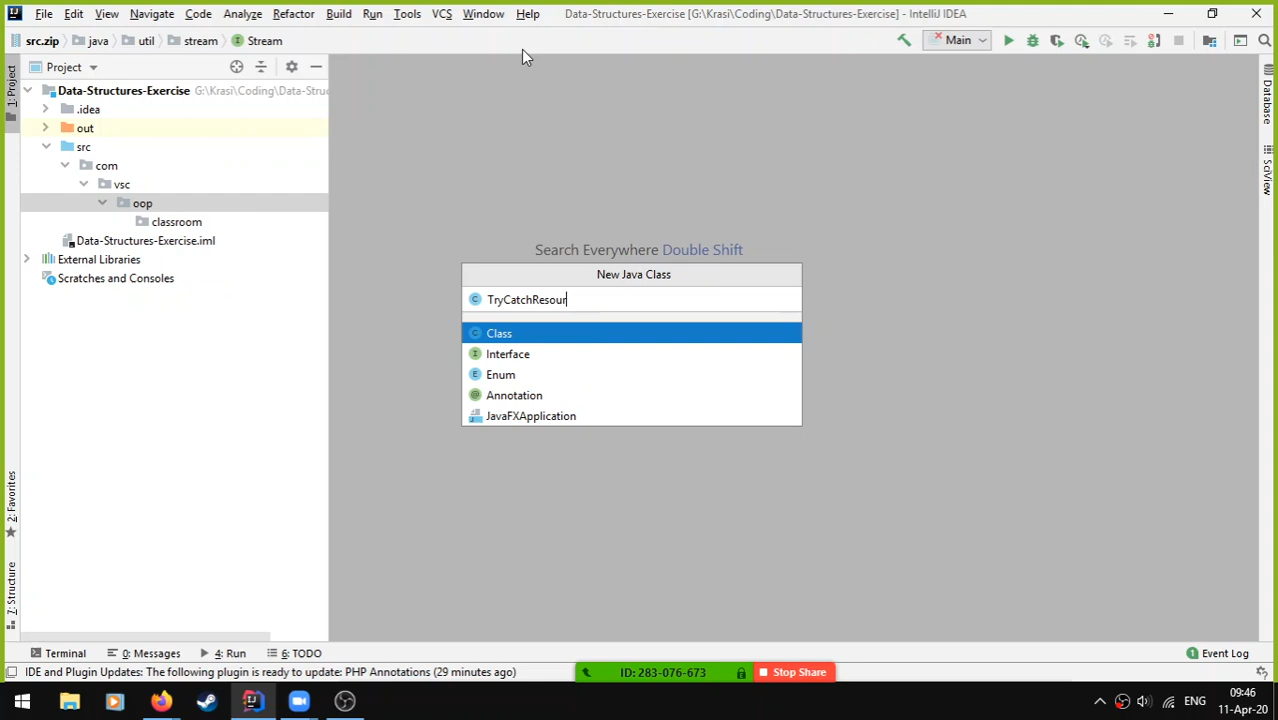 File Edit View Navigate Code Analyze Refactor Build Run Tools VCS Window Help Data-Structures-Exercise [G:\Krasi\Coding\Data-Structures-Exercise] - IntelliJ IDEA
src.zip java util stream Stream Main
Project
Data-Structures-Exercise G:\Krasi\Coding\Data-Struc
.idea
out
src
com
vsc
oop
classroom
Data-Structures-Exercise.iml
External Libraries
Scratches and Consoles
1: Project
2: Favorites
7: Structure
Database
SciView
Search Everywhere Double Shift
New Java Class
TryCatchResour
Class
Interface
Enum
Annotation
JavaFXApplication
Terminal 0: Messages 4: Run 6: TODO 1 Event Log
IDE and Plugin Updates: The following plugin is ready to update: PHP Annotations (29 minutes ago) ID: 283-076-673 Stop Share
ENG 09:46
11-Apr-20